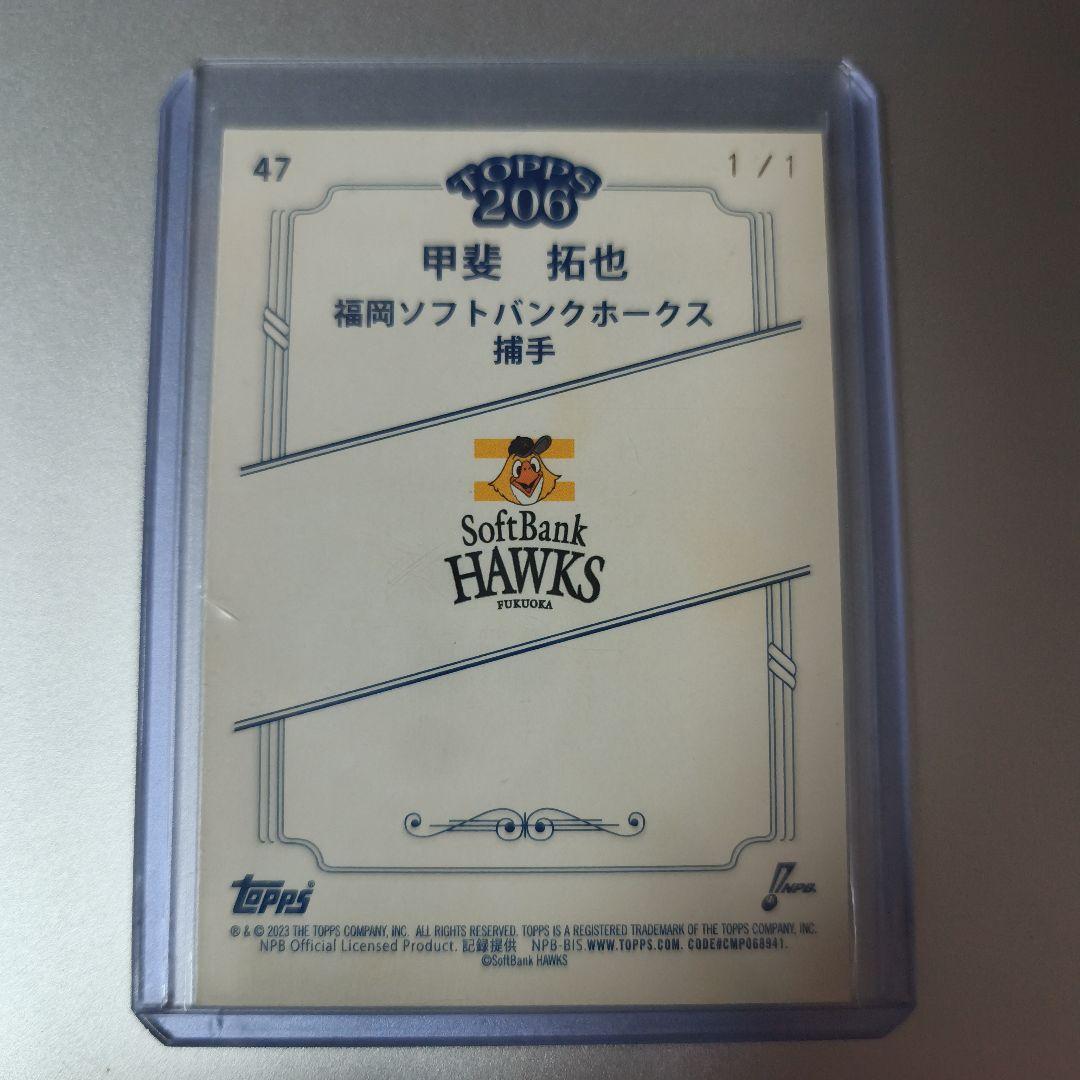 47
TOPPS
206
1/1
甲斐 拓也
福岡ソフトバンクホークス
捕手
SoftBank
HAWKS
FUKUOKA
topps®
NPB.
® & © 2023 THE TOPPS COMPANY, INC. ALL RIGHTS RESERVED. TOPPS IS A REGISTERED TRADEMARK OF THE TOPPS COMPANY, INC.
NPB Official Licensed Product. 記録提供 NPB-BIS.WWW.TOPPS.COM. CODE#CMP068941.
©SoftBank HAWKS